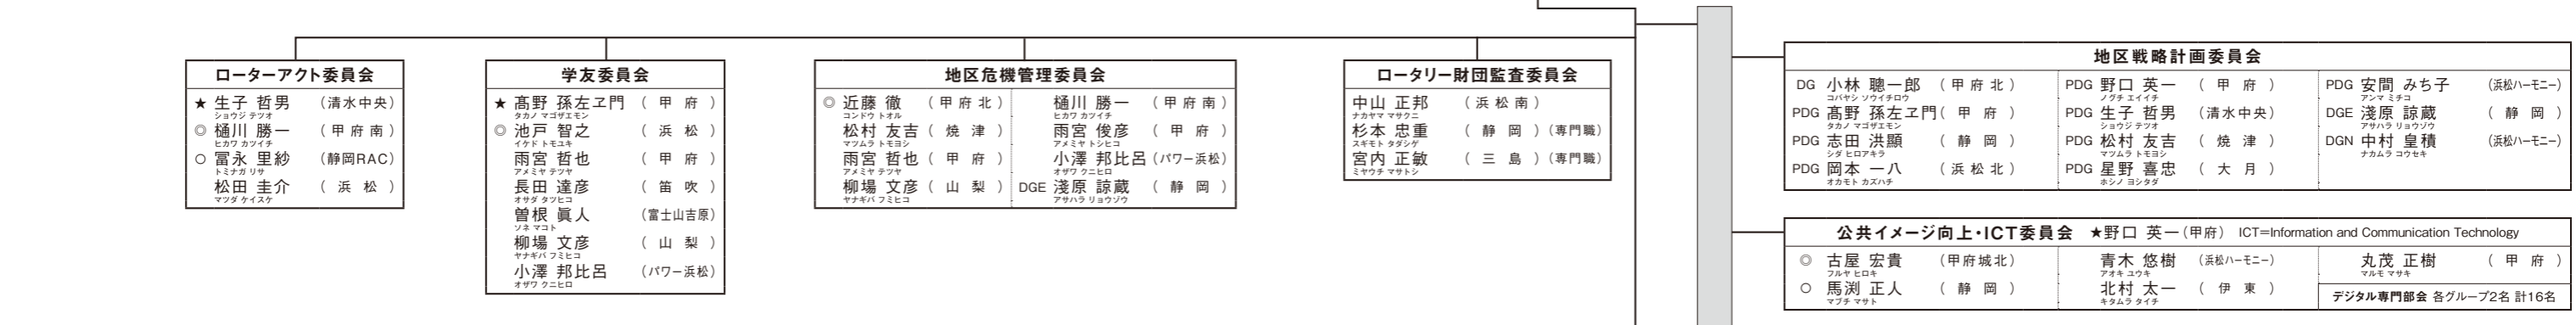 ローターアクト委員会
★ 生子 哲男 (清水中央)
ショウジ テツオ
◎ 樋川 勝一 (甲府南)
ヒカワ カツイチ
○ 冨永 里紗 (静岡RAC)
トミナガ リサ
松田 圭介 (浜 松)
マツダ ケイスケ
学友委員会
★ 髙野 孫左ヱ門 (甲 府)
タカノ マゴザエモン
◎ 池戸 智之 (浜 松)
イケド トモユキ
雨宮 哲也 (甲 府)
アメミヤ テツヤ
長田 達彦 (笛 吹)
オサダ タツヒコ
曽根 眞人 (富士山吉原)
ソネ マコト
柳場 文彦 (山 梨)
ヤナギバ フミヒコ
小澤 邦比呂 (パワー浜松)
オザワ クニヒロ
地区危機管理委員会
◎ 近藤 徹 (甲府北)
コンドウ トオル
松村 友吉 (焼 津)
マツムラ トモヨシ
雨宮 哲也 (甲 府)
アメミヤ テツヤ
柳場 文彦 (山 梨)
ヤナギバ フミヒコ
樋川 勝一 (甲府南)
ヒカワ カツイチ
雨宮 俊彦 (甲 府)
アメミヤ トシヒコ
小澤 邦比呂 (パワー浜松)
オザワ クニヒロ
DGE 淺原 諒蔵 (静 岡)
アサハラ リョウゾウ
ロータリー財団監査委員会
中山 正邦 (浜松南)
ナカヤマ マサクニ
杉本 忠重 (静 岡) (専門職)
スギモト タダシゲ
宮内 正敏 (三 島) (専門職)
ミヤウチ マサトシ
地区戦略計画委員会
DG 小林 聰一郎 (甲府北)
コバヤシ ソウイチロウ
PDG 髙野 孫左ヱ門 (甲 府)
タカノ マゴザエモン
PDG 志田 洪顯 (静 岡)
シダ ヒロアキラ
PDG 岡本 一八 (浜松北)
オカモト カズハチ
PDG 野口 英一 (甲 府)
ノグチ エイイチ
PDG 生子 哲男 (清水中央)
ショウジ テツオ
PDG 松村 友吉 (焼 津)
マツムラ トモヨシ
PDG 星野 喜忠 (大 月)
ホシノ ヨシタダ
PDG 安間 みち子 (浜松ハーモニー)
アンマ ミチコ
DGE 淺原 諒蔵 (静 岡)
アサハラ リョウゾウ
DGN 中村 皇積 (浜松ハーモニー)
ナカムラ コウセキ
公共イメージ向上・ICT委員会 ★野口 英一(甲府) ICT=Information and Communication Technology
◎ 古屋 宏貴 (甲府城北)
フルヤ ヒロキ
○ 馬渕 正人 (静 岡)
マブチ マサト
青木 悠樹 (浜松ハーモニー)
アオキ ユウキ
北村 太一 (伊 東)
キタムラ タイチ
丸茂 正樹 (甲 府)
マルモ マサキ
デジタル専門部会 各グループ2名 計16名